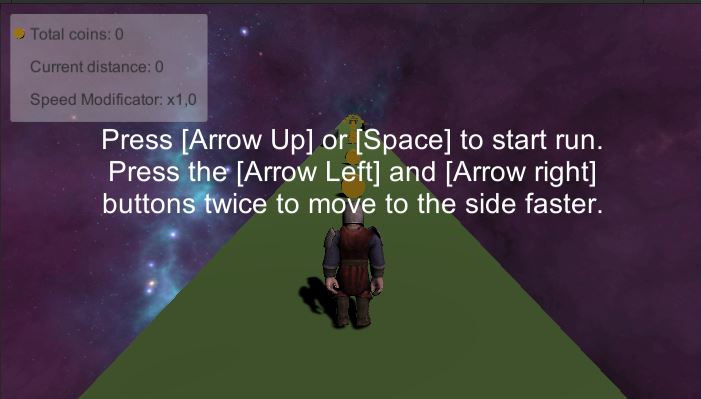 Total coins: 0
Current distance: 0
Speed Modificator: x1,0
Press [Arrow Up] or [Space] to start run.
Press the [Arrow Left] and [Arrow right]
buttons twice to move to the side faster.